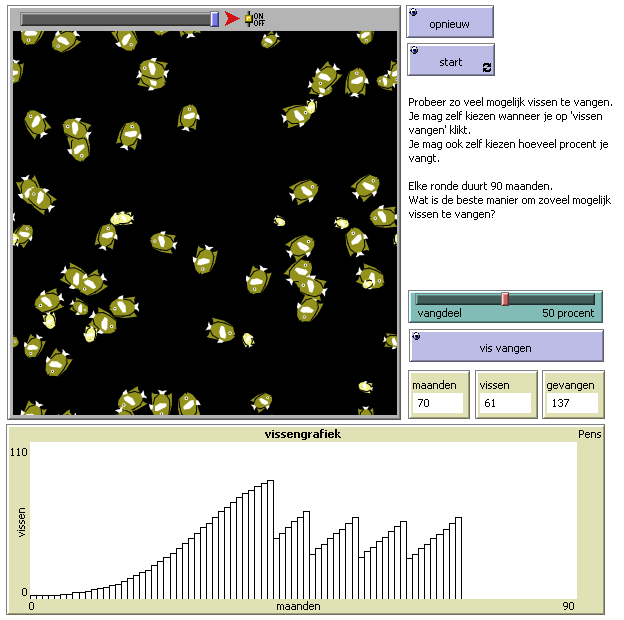 ON
OFF
opnieuw
start
Probeer zo veel mogelijk vissen te vangen.
Je mag zelf kiezen wanneer je op 'vissen
vangen' klikt.
Je mag ook zelf kiezen hoeveel procent je
vangt.
Elke ronde duurt 90 maanden.
Wat is de beste manier om zoveel mogelijk
vissen te vangen?
vangdeel 50 procent
vis vangen
maanden vissen gevangen
70 61 137
vissengrafiek Pens
110
vissen
0
0 maanden 90